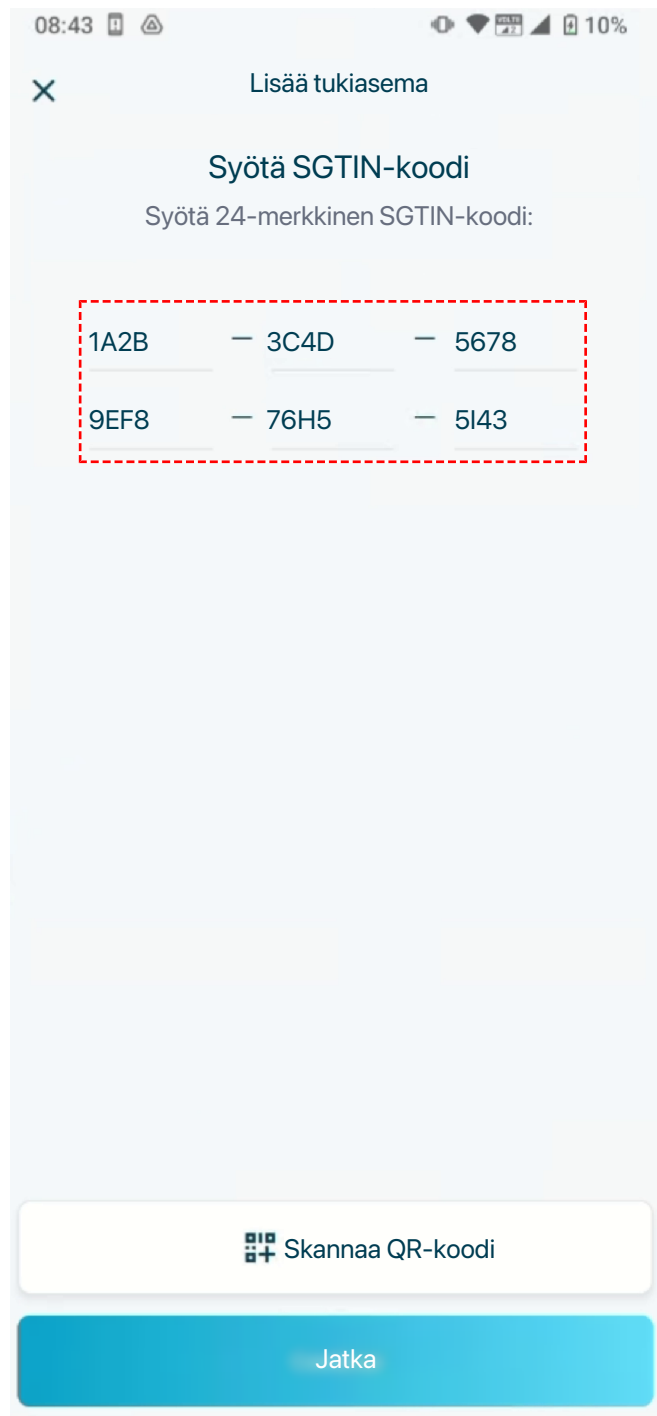 08:43 10%
Lisää tukiasema
Syötä SGTIN-koodi
Syötä 24-merkkinen SGTIN-koodi:
1A2B — 3C4D — 5678
9EF8 — 76H5 — 5I43
Skannaa QR-koodi
Jatka